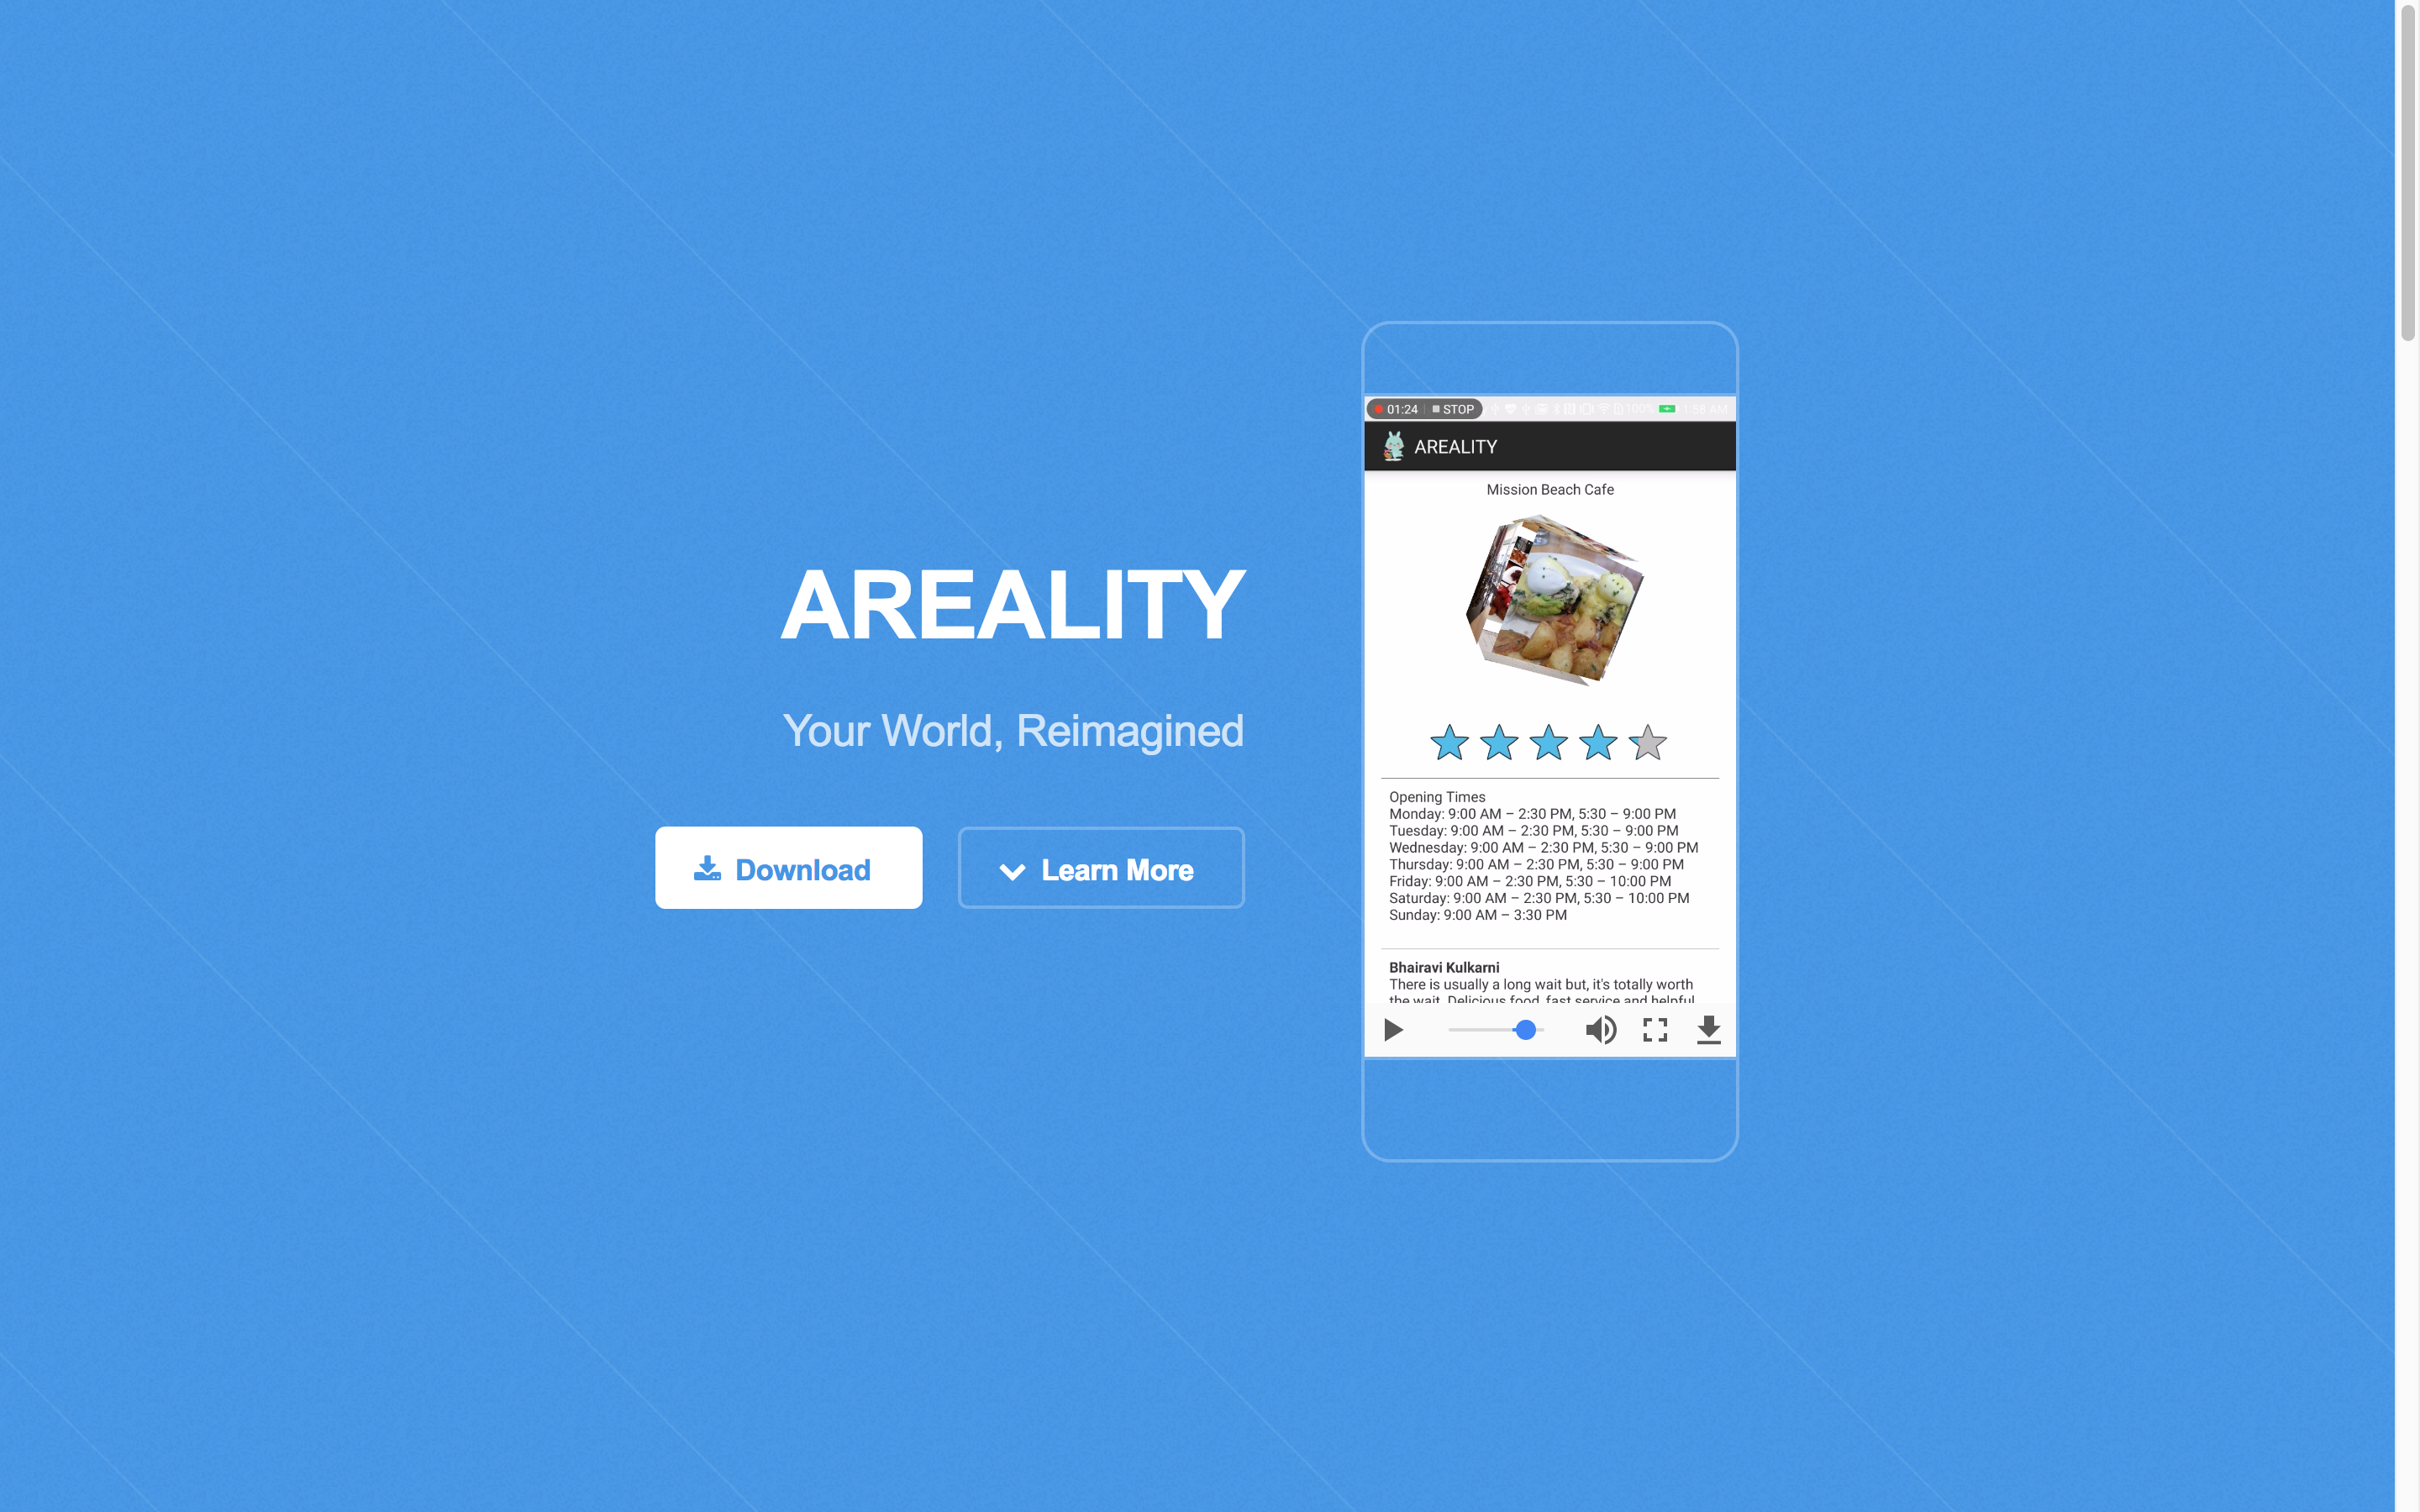 AREALITY
Your World, Reimagined
Download
Learn More
01:24 STOP 100% 1:58 AM
AREALITY
Mission Beach Cafe
Opening Times
Monday: 9:00 AM – 2:30 PM, 5:30 – 9:00 PM
Tuesday: 9:00 AM – 2:30 PM, 5:30 – 9:00 PM
Wednesday: 9:00 AM – 2:30 PM, 5:30 – 9:00 PM
Thursday: 9:00 AM – 2:30 PM, 5:30 – 9:00 PM
Friday: 9:00 AM – 2:30 PM, 5:30 – 10:00 PM
Saturday: 9:00 AM – 2:30 PM, 5:30 – 10:00 PM
Sunday: 9:00 AM – 3:30 PM
Bhairavi Kulkarni
There is usually a long wait but, it's totally worth
the wait. Delicious food, fast service and helpful